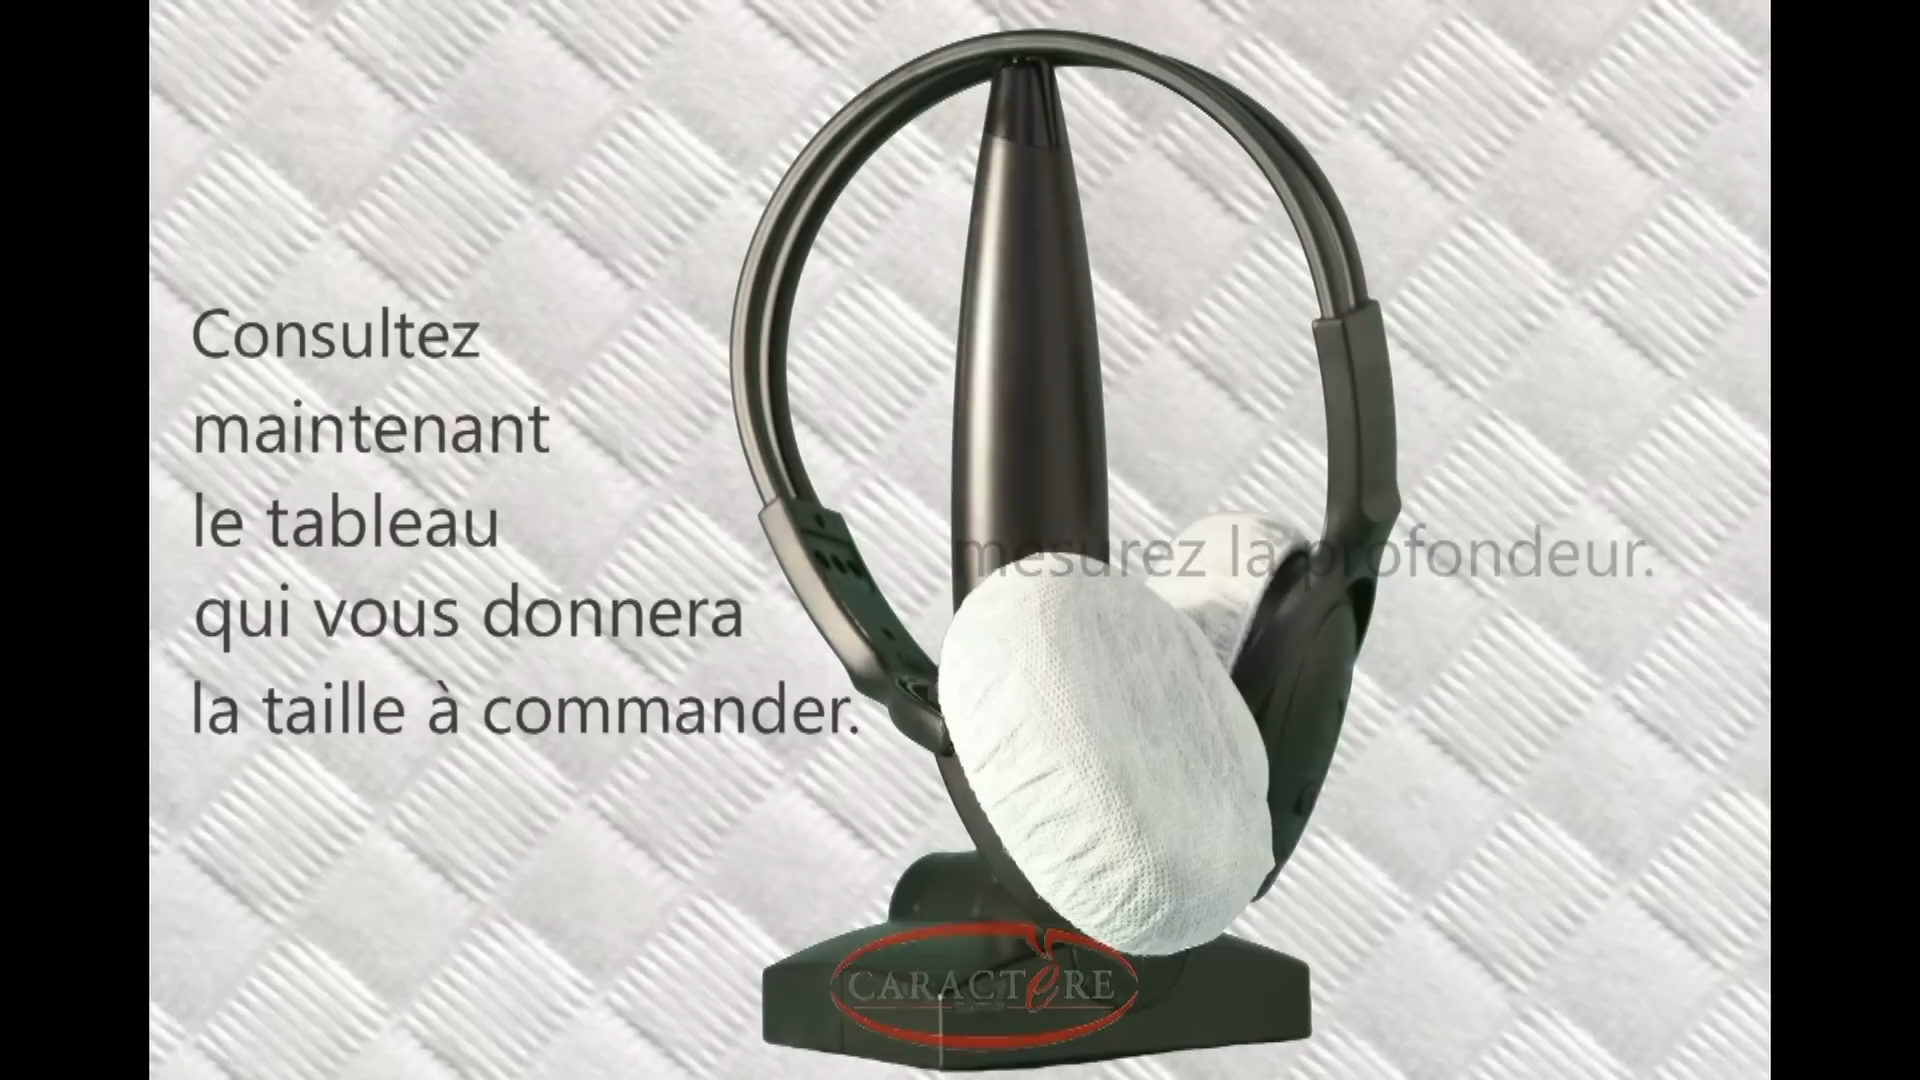 Consultez
maintenant
le tableau
qui vous donnera
la taille à commander.
mesurez la profondeur.
CARACTERE